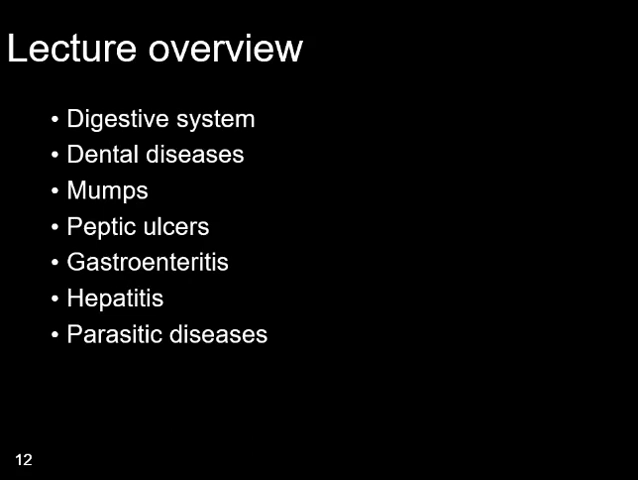 Lecture overview
• Digestive system
• Dental diseases
• Mumps
• Peptic ulcers
• Gastroenteritis
• Hepatitis
• Parasitic diseases
12